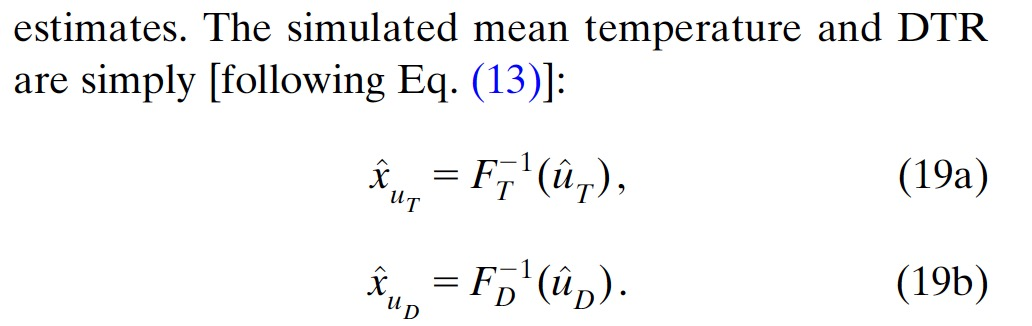 estimates. The simulated mean temperature and DTR
are simply [following Eq. (13)]:
x̂_{u_T} = F_T^{-1}(û_T), (19a)
x̂_{u_D} = F_D^{-1}(û_D). (19b)